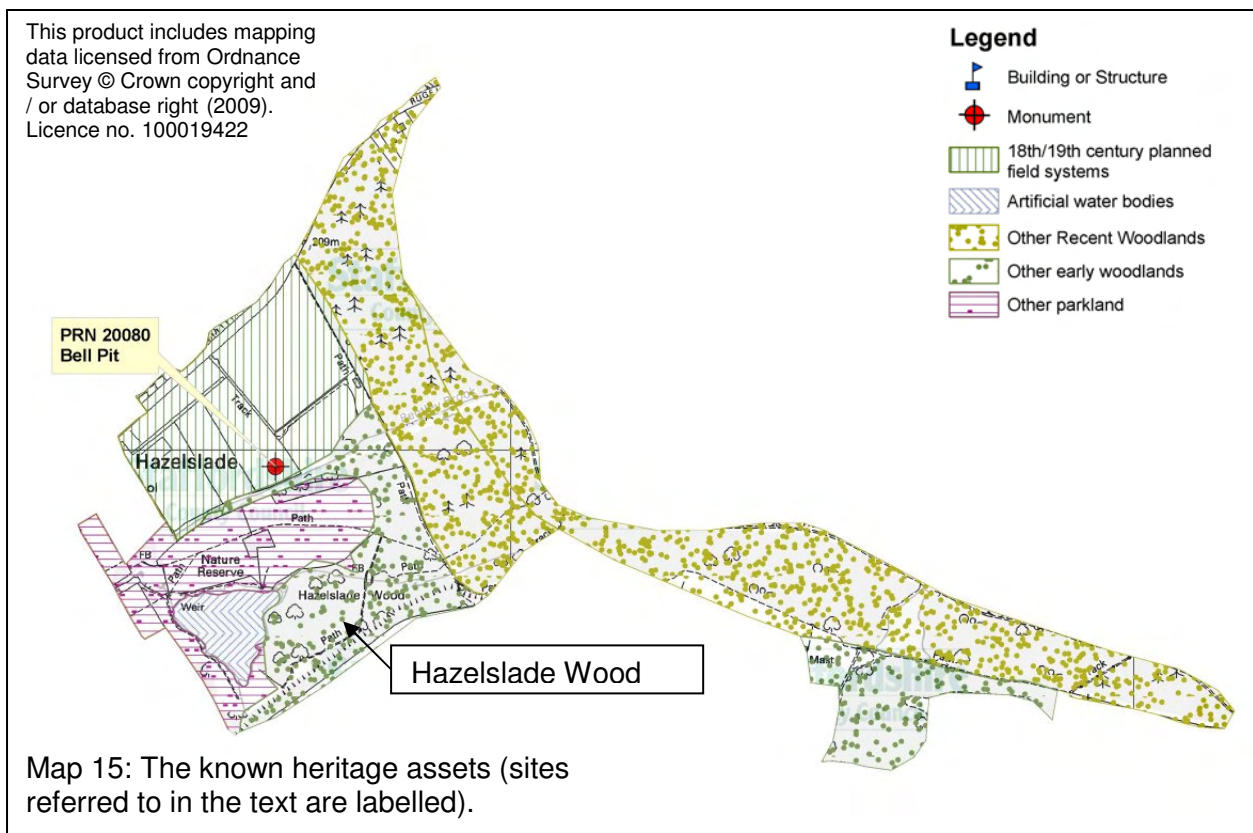 This product includes mapping
data licensed from Ordnance
Survey © Crown copyright and
/ or database right (2009).
Licence no. 100019422
Legend
Building or Structure
Monument
18th/19th century planned
field systems
Artificial water bodies
Other Recent Woodlands
Other early woodlands
Other parkland
209m
PRN 20080
Bell Pit
Path
Track
Hazelslade
Path
Path
FB
Nature
Reserve
Path
FB
Path
Weir
Hazelslade Wood
Path
Hazelslade Wood
Mast
Map 15: The known heritage assets (sites
referred to in the text are labelled).